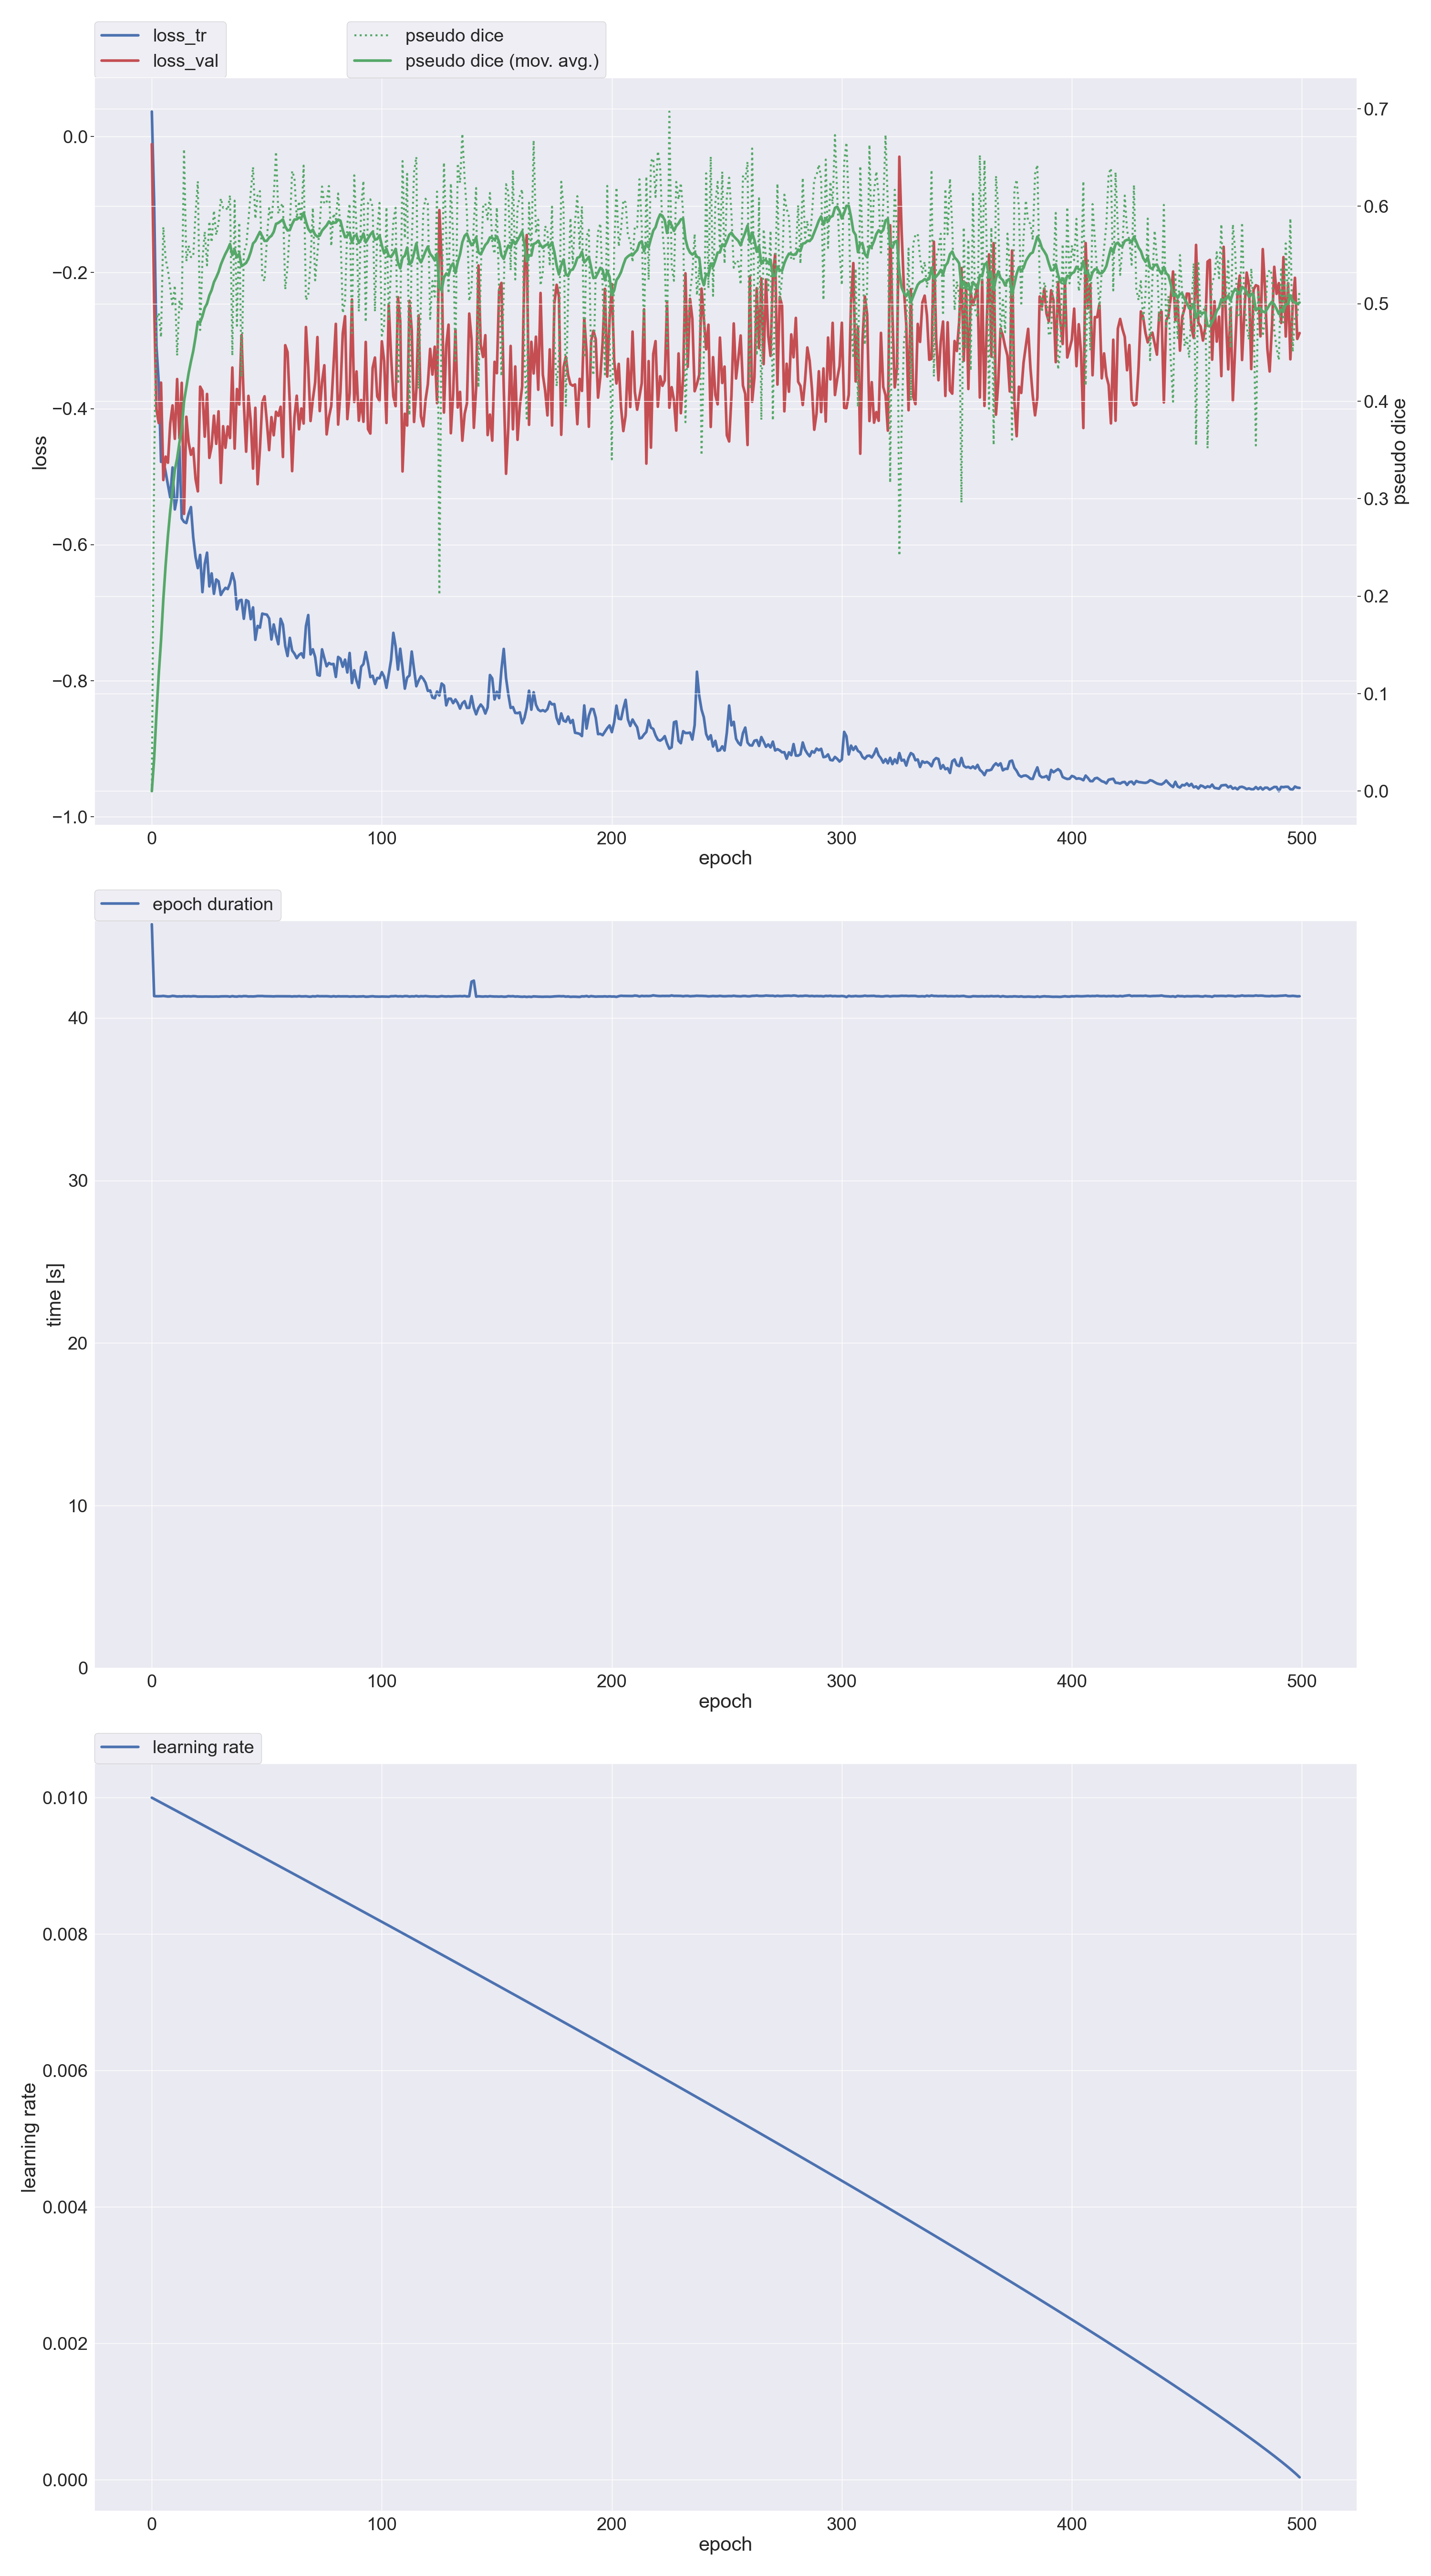 loss_tr
loss_val
pseudo dice
pseudo dice (mov. avg.)
0.0
−0.2
−0.4
−0.6
−0.8
−1.0
loss
0.7
0.6
0.5
0.4
0.3
0.2
0.1
0.0
pseudo dice
0 100 200 300 400 500
epoch
epoch duration
40
30
20
10
0
time [s]
0 100 200 300 400 500
epoch
learning rate
0.010
0.008
0.006
0.004
0.002
0.000
learning rate
0 100 200 300 400 500
epoch